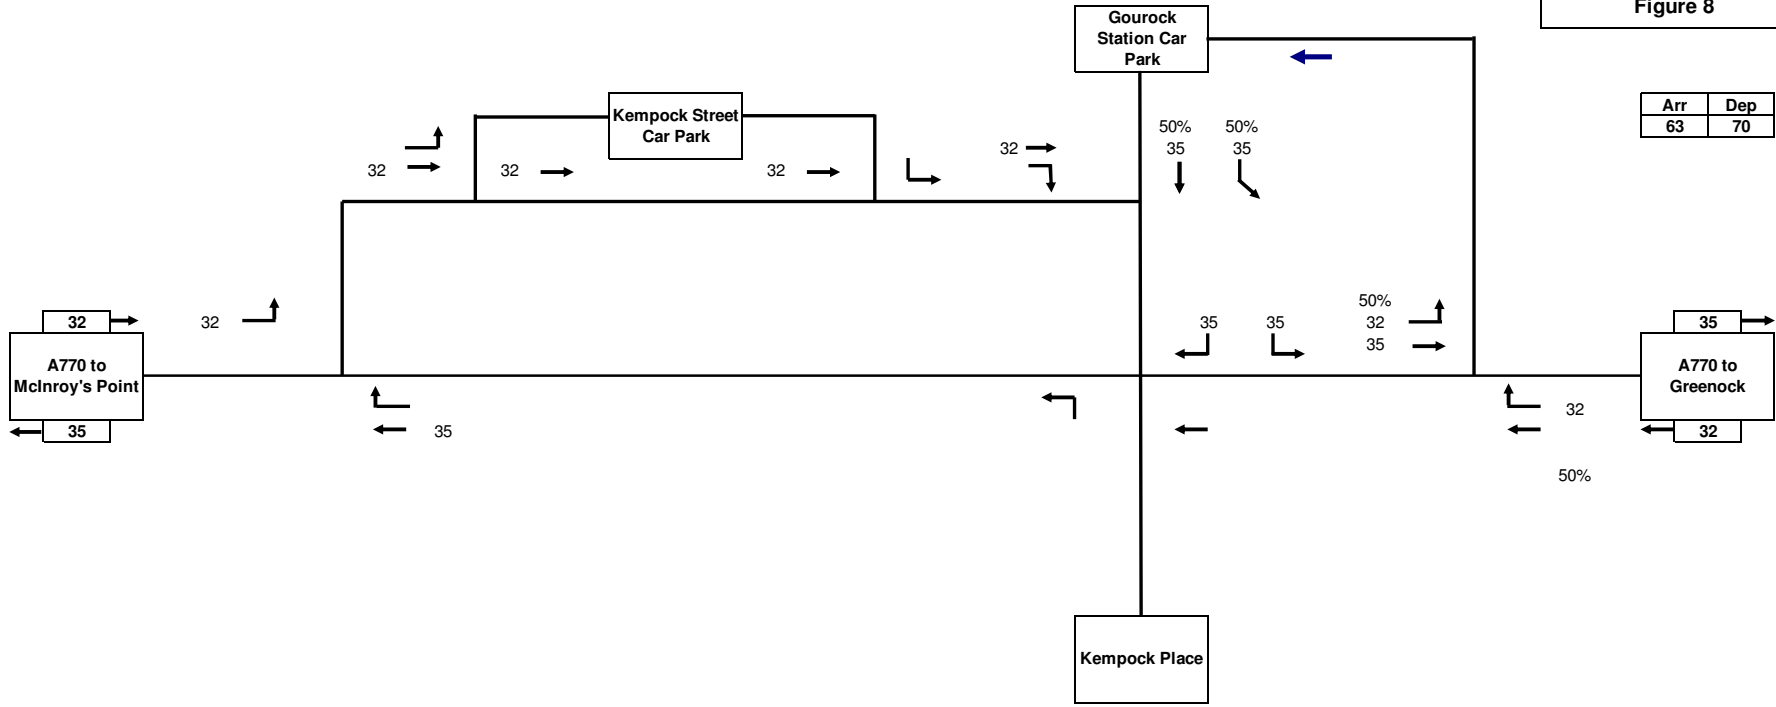 Figure 8
Gourock
Station Car
Park
Arr Dep
63 70
Kempock Street
Car Park
50% 50%
35 35
32
32
32
32
32
50%
32
35
35 35
32
32
A770 to
McInroy's Point
35
35
A770 to
Greenock
32
35
32
50%
Kempock Place